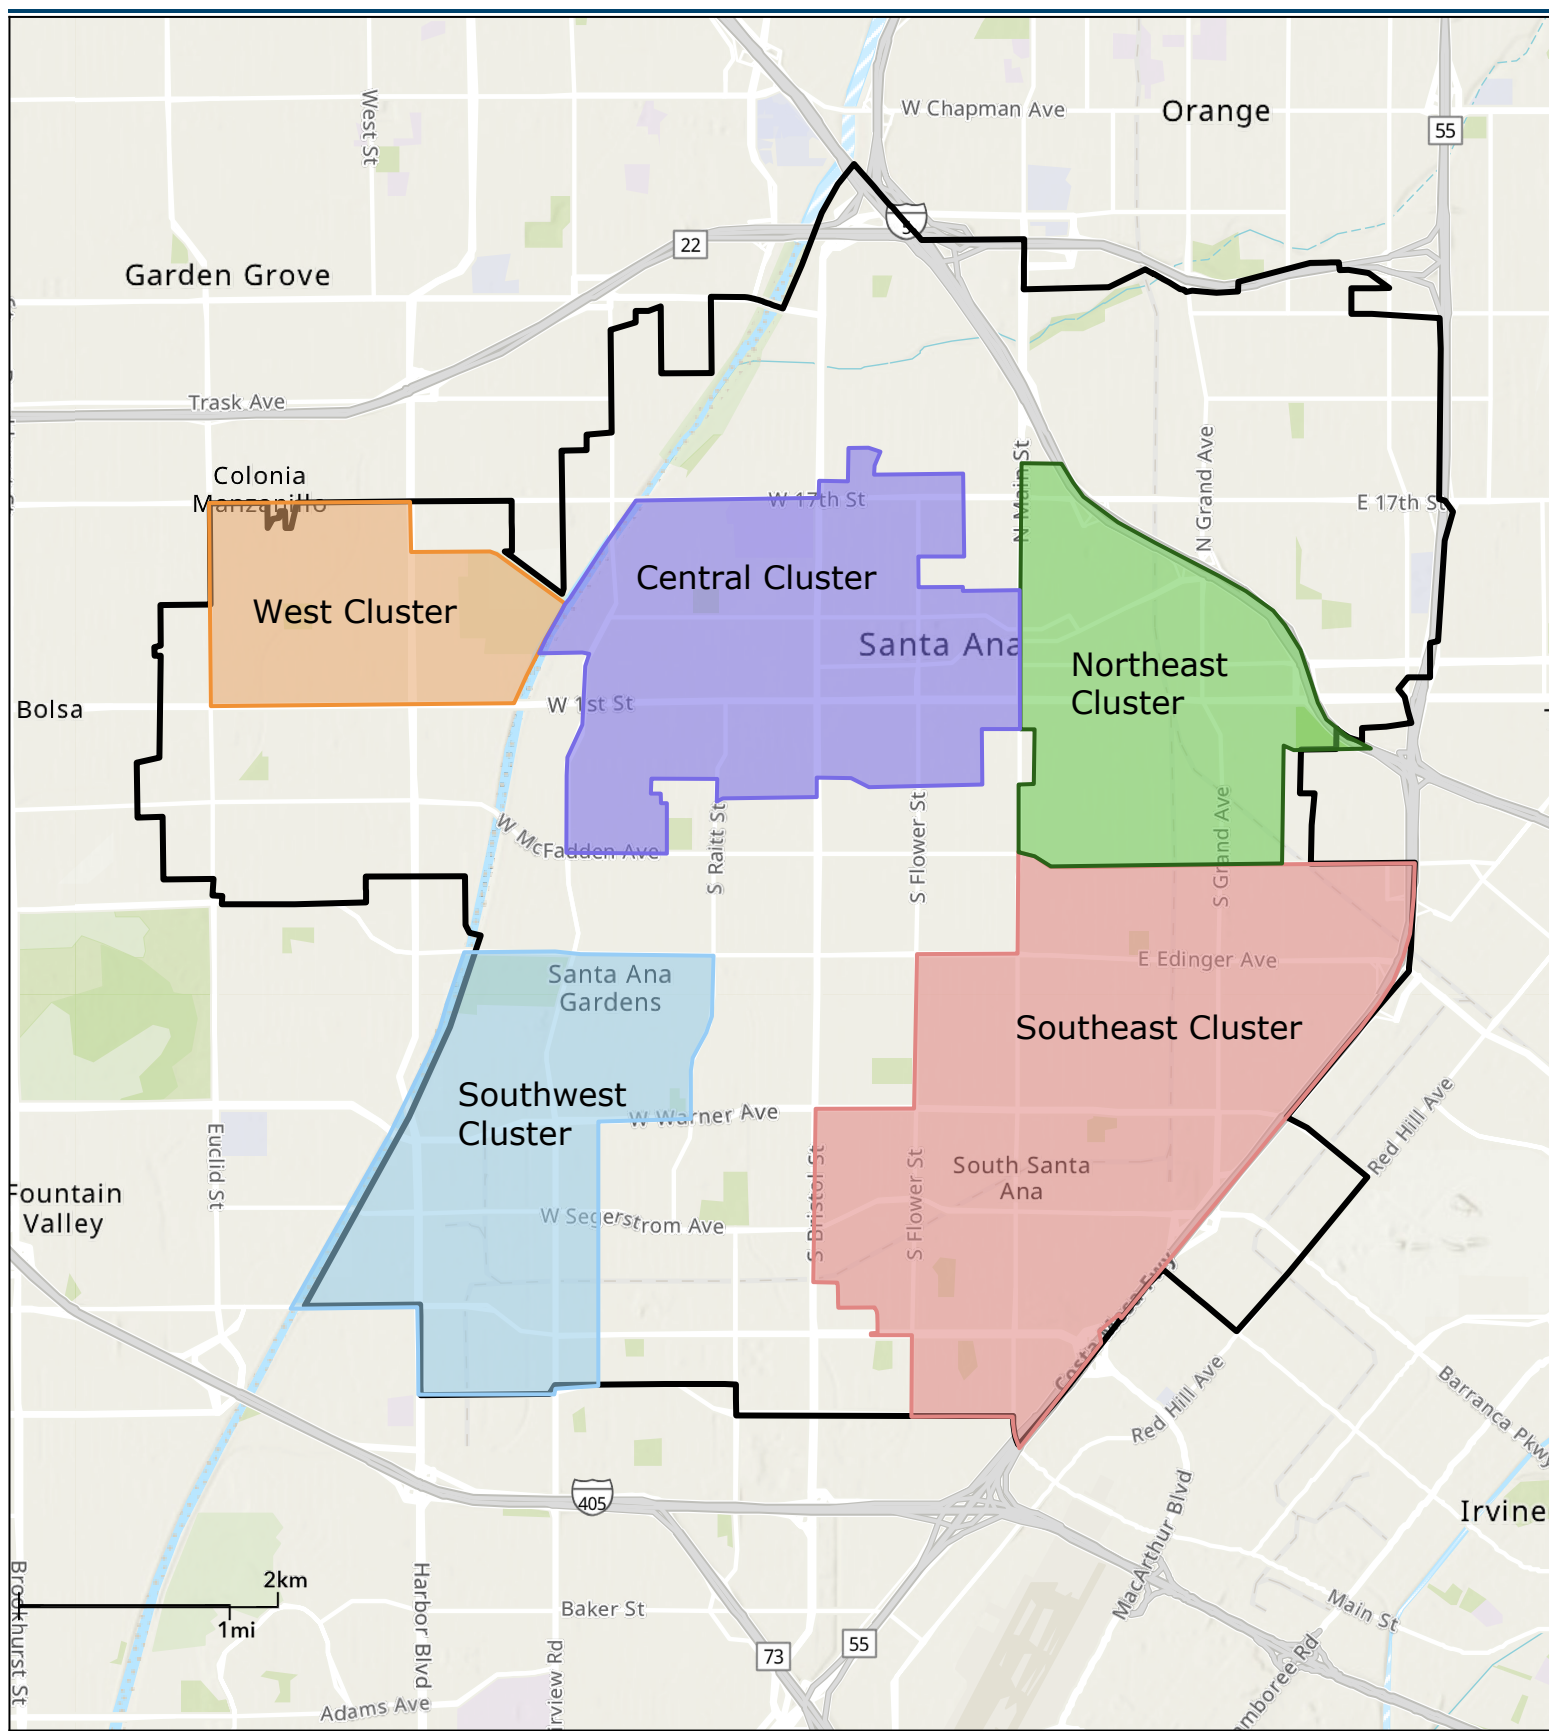 W Chapman Ave
Orange
55
West St
22
5
Garden Grove
Trask Ave
Colonia
Manzanillo
W 17th St
N Main St
N Grand Ave
E 17th St
Central Cluster
West Cluster
Santa Ana
Northeast
Cluster
Bolsa
W 1st St
W McFadden Ave
S Raitt St
S Flower St
S Grand Ave
Santa Ana
Gardens
E Edinger Ave
Southeast Cluster
Southwest
Cluster
W Warner Ave
Red Hill Ave
Euclid St
South Santa
Ana
Fountain
Valley
W Segerstrom Ave
S Bristol St
S Flower St
Costa Mesa Fwy
Red Hill Ave
Barranca Pkwy
405
Irvine
MacArthur Blvd
2km
1mi
Brookhurst St
Harbor Blvd
Baker St
Main St
73
55
Adams Ave
irview Rd
amboree Rd